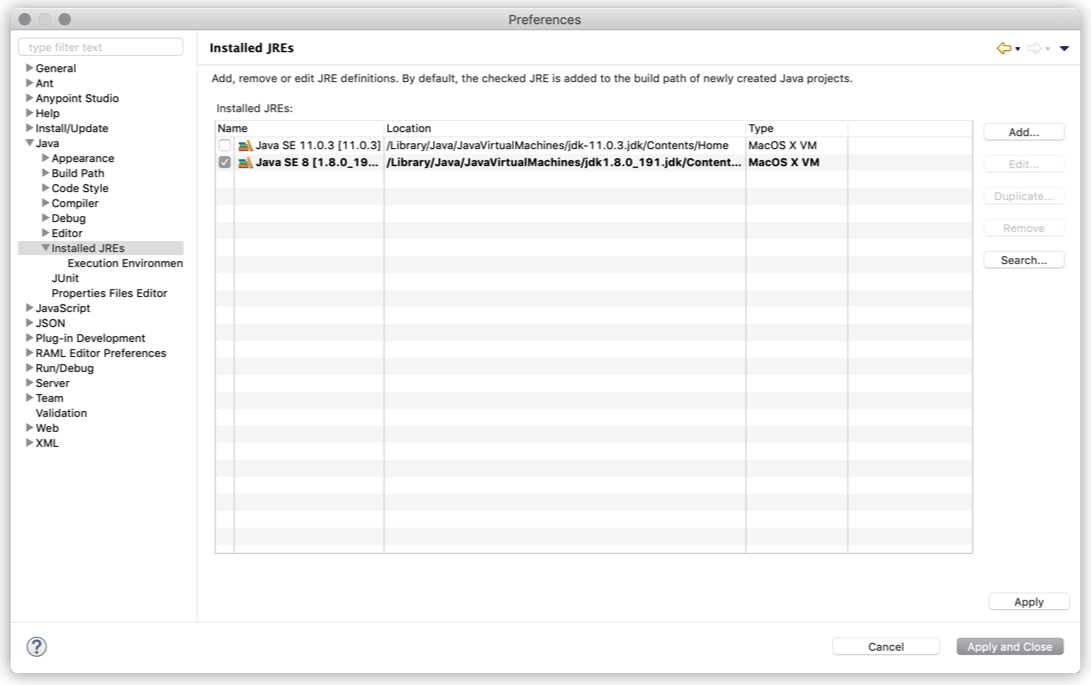 Preferences
type filter text
General
Ant
Anypoint Studio
Help
Install/Update
Java
Appearance
Build Path
Code Style
Compiler
Debug
Editor
Installed JREs
Execution Environmen
JUnit
Properties Files Editor
JavaScript
JSON
Plug-in Development
RAML Editor Preferences
Run/Debug
Server
Team
Validation
Web
XML
Installed JREs
Add, remove or edit JRE definitions. By default, the checked JRE is added to the build path of newly created Java projects.
Installed JREs:
Name Location Type
Java SE 11.0.3 [11.0.3] /Library/Java/JavaVirtualMachines/jdk-11.0.3.jdk/Contents/Home MacOS X VM
Java SE 8 [1.8.0_19... /Library/Java/JavaVirtualMachines/jdk1.8.0_191.jdk/Content... MacOS X VM
Add...
Edit...
Duplicate...
Remove
Search...
Apply
?
Cancel
Apply and Close